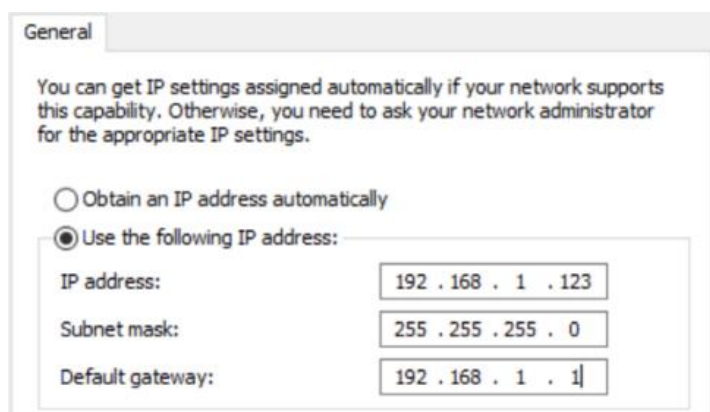 General
You can get IP settings assigned automatically if your network supports
this capability. Otherwise, you need to ask your network administrator
for the appropriate IP settings.
Obtain an IP address automatically
Use the following IP address:
IP address: 192 . 168 . 1 . 123
Subnet mask: 255 . 255 . 255 . 0
Default gateway: 192 . 168 . 1 . 1